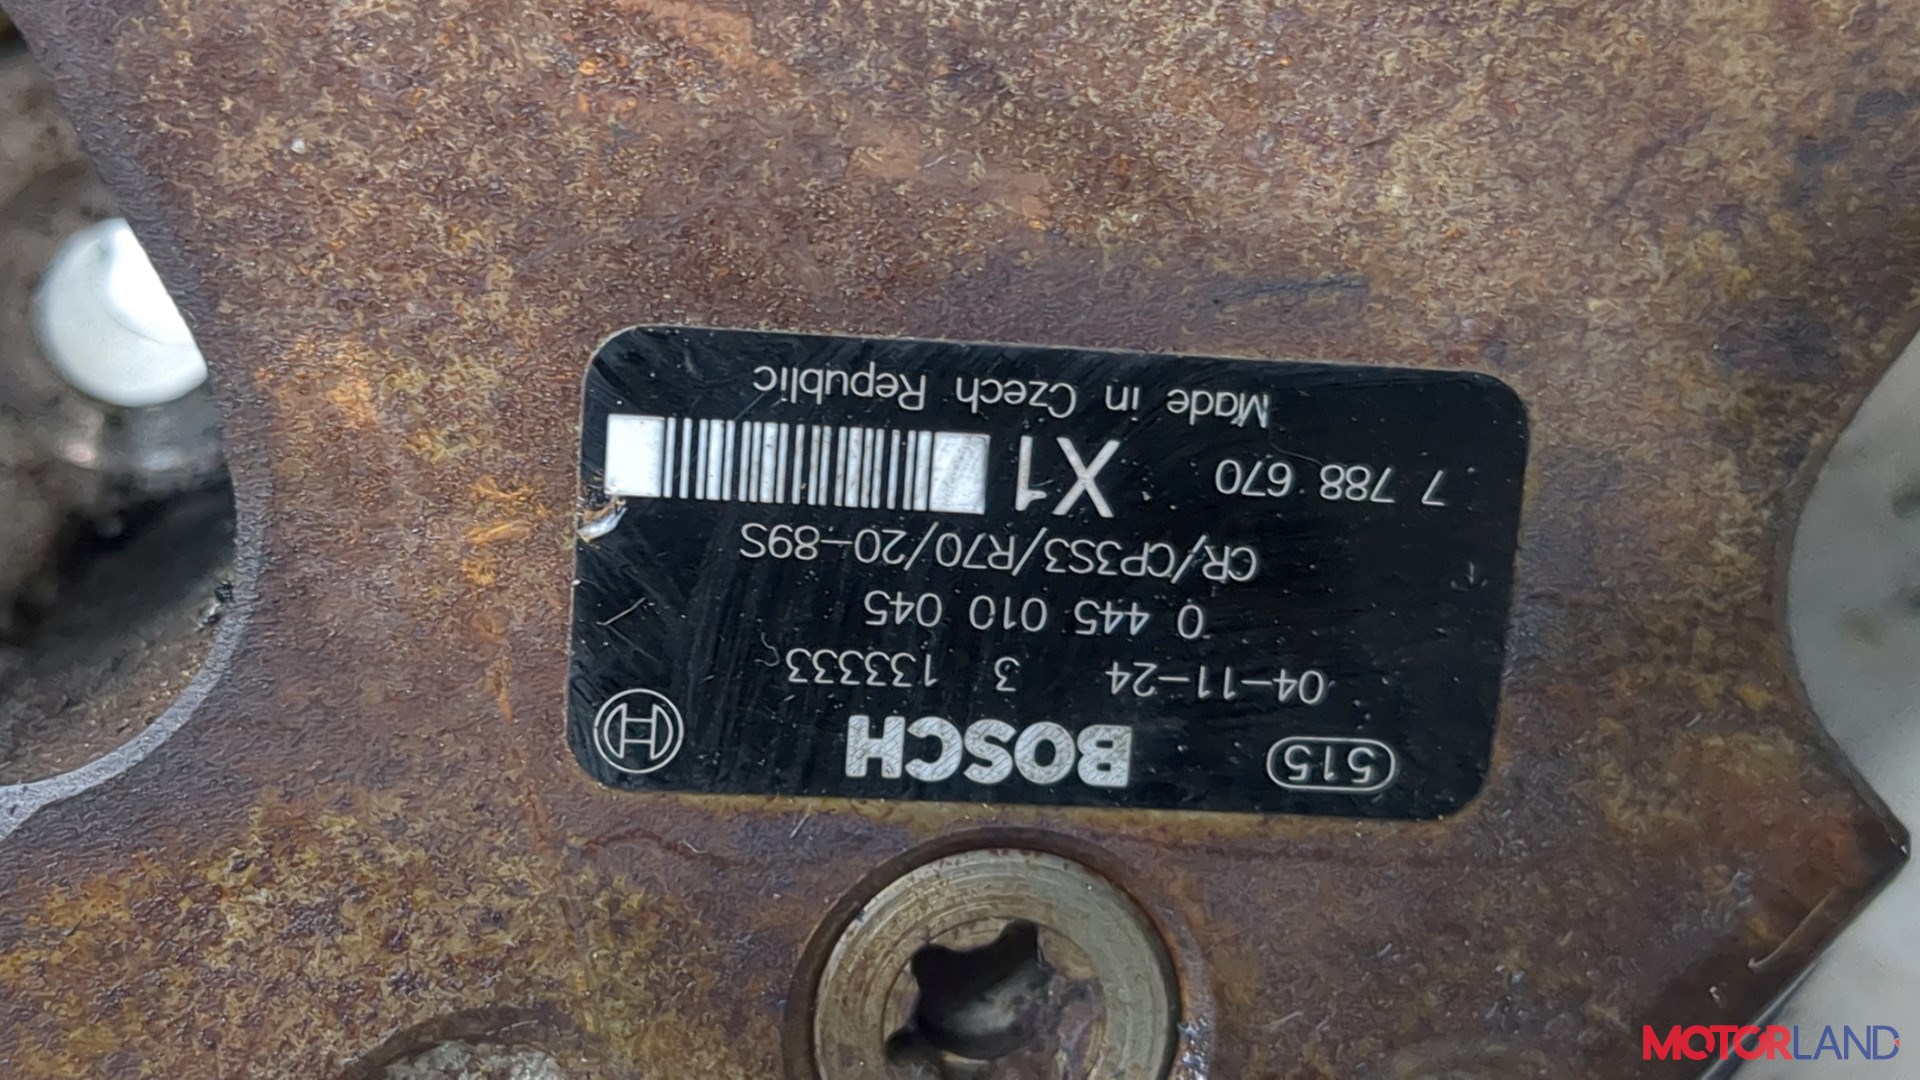 515 BOSCH
04-11-24 3 133333
0 445 010 045
CR/CP3S3/R70/20-89S
7 788 670 X1
Made in Czech Republic
MOTORLAND